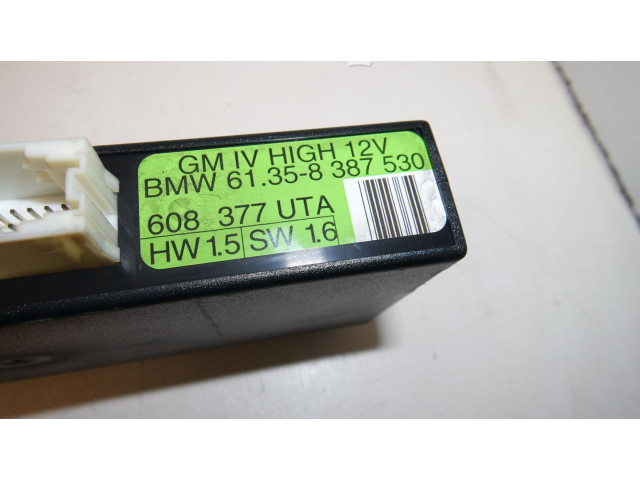 GM IV HIGH 12V
BMW 61.35-8 387 530
608 377 UTA
HW 1.5 SW 1.6